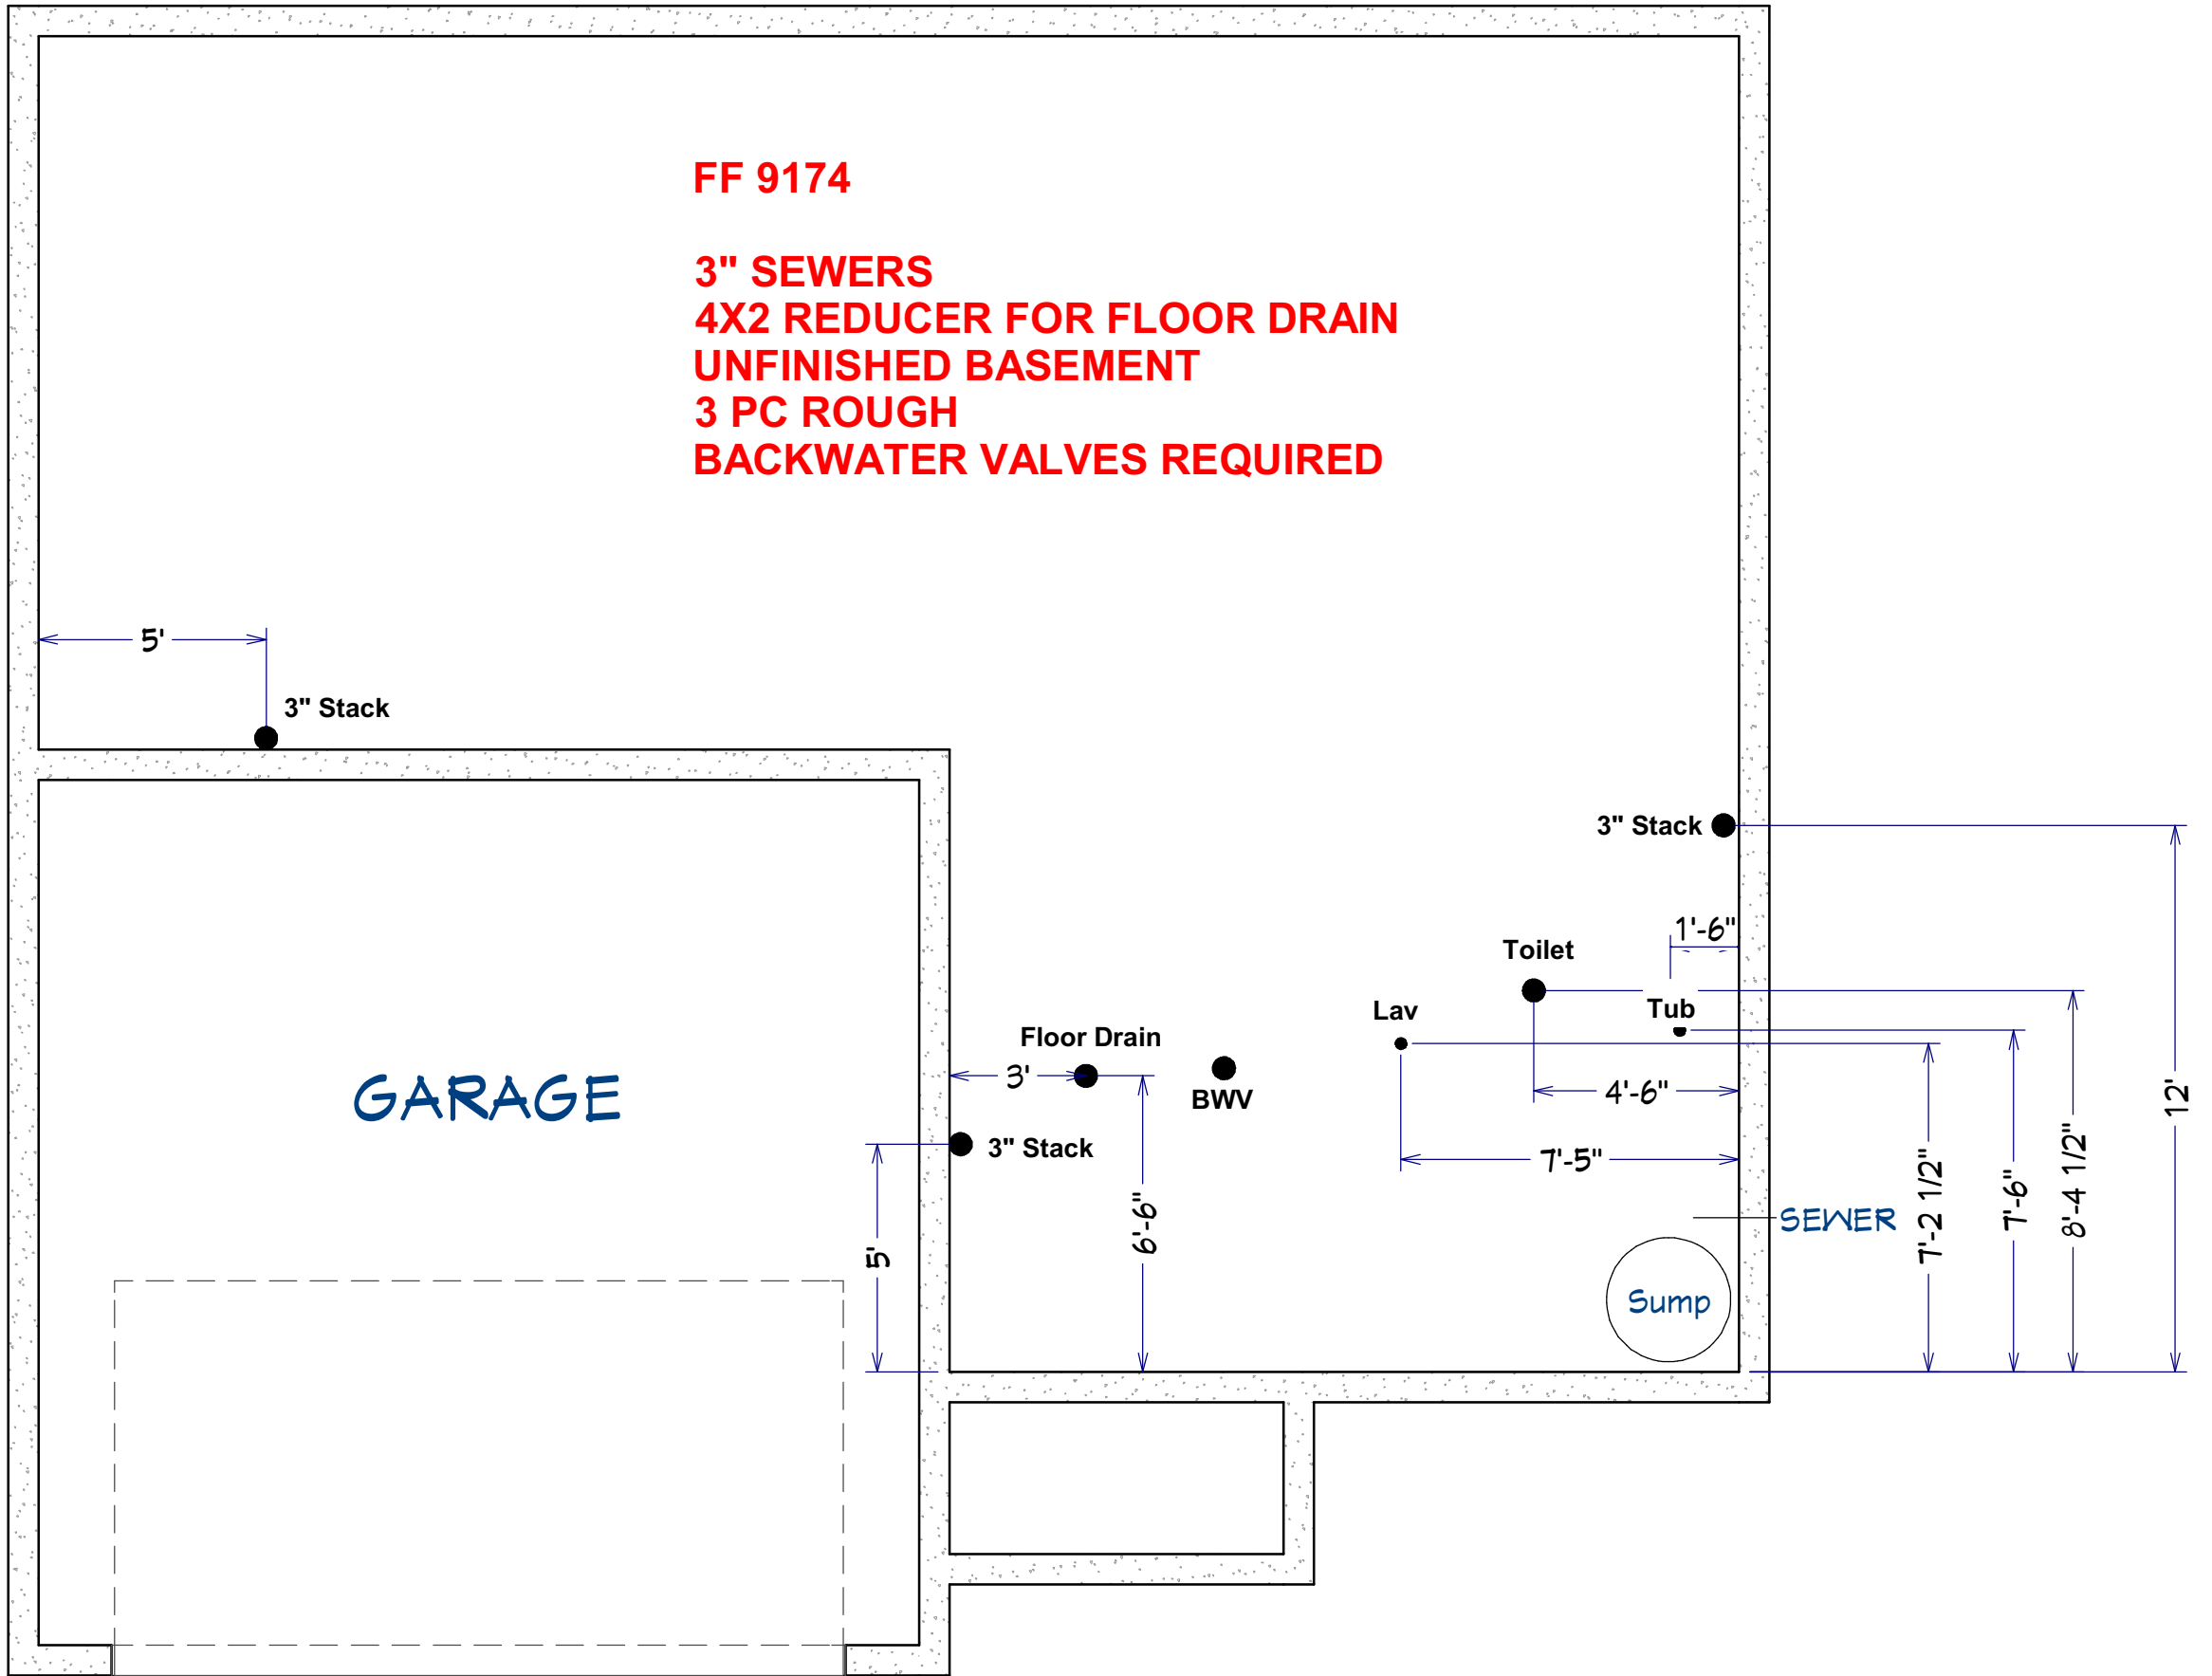 FF 9174
3" SEWERS
4X2 REDUCER FOR FLOOR DRAIN
UNFINISHED BASEMENT
3 PC ROUGH
BACKWATER VALVES REQUIRED
5'
3" Stack
3" Stack
1'-6"
Toilet
Tub
Lav
Floor Drain
3'
BWV
4'-6"
12'
GARAGE
3" Stack
7'-5"
8'-4 1/2"
7'-6"
7'-2 1/2"
6'-6"
SEWER
5'
Sump